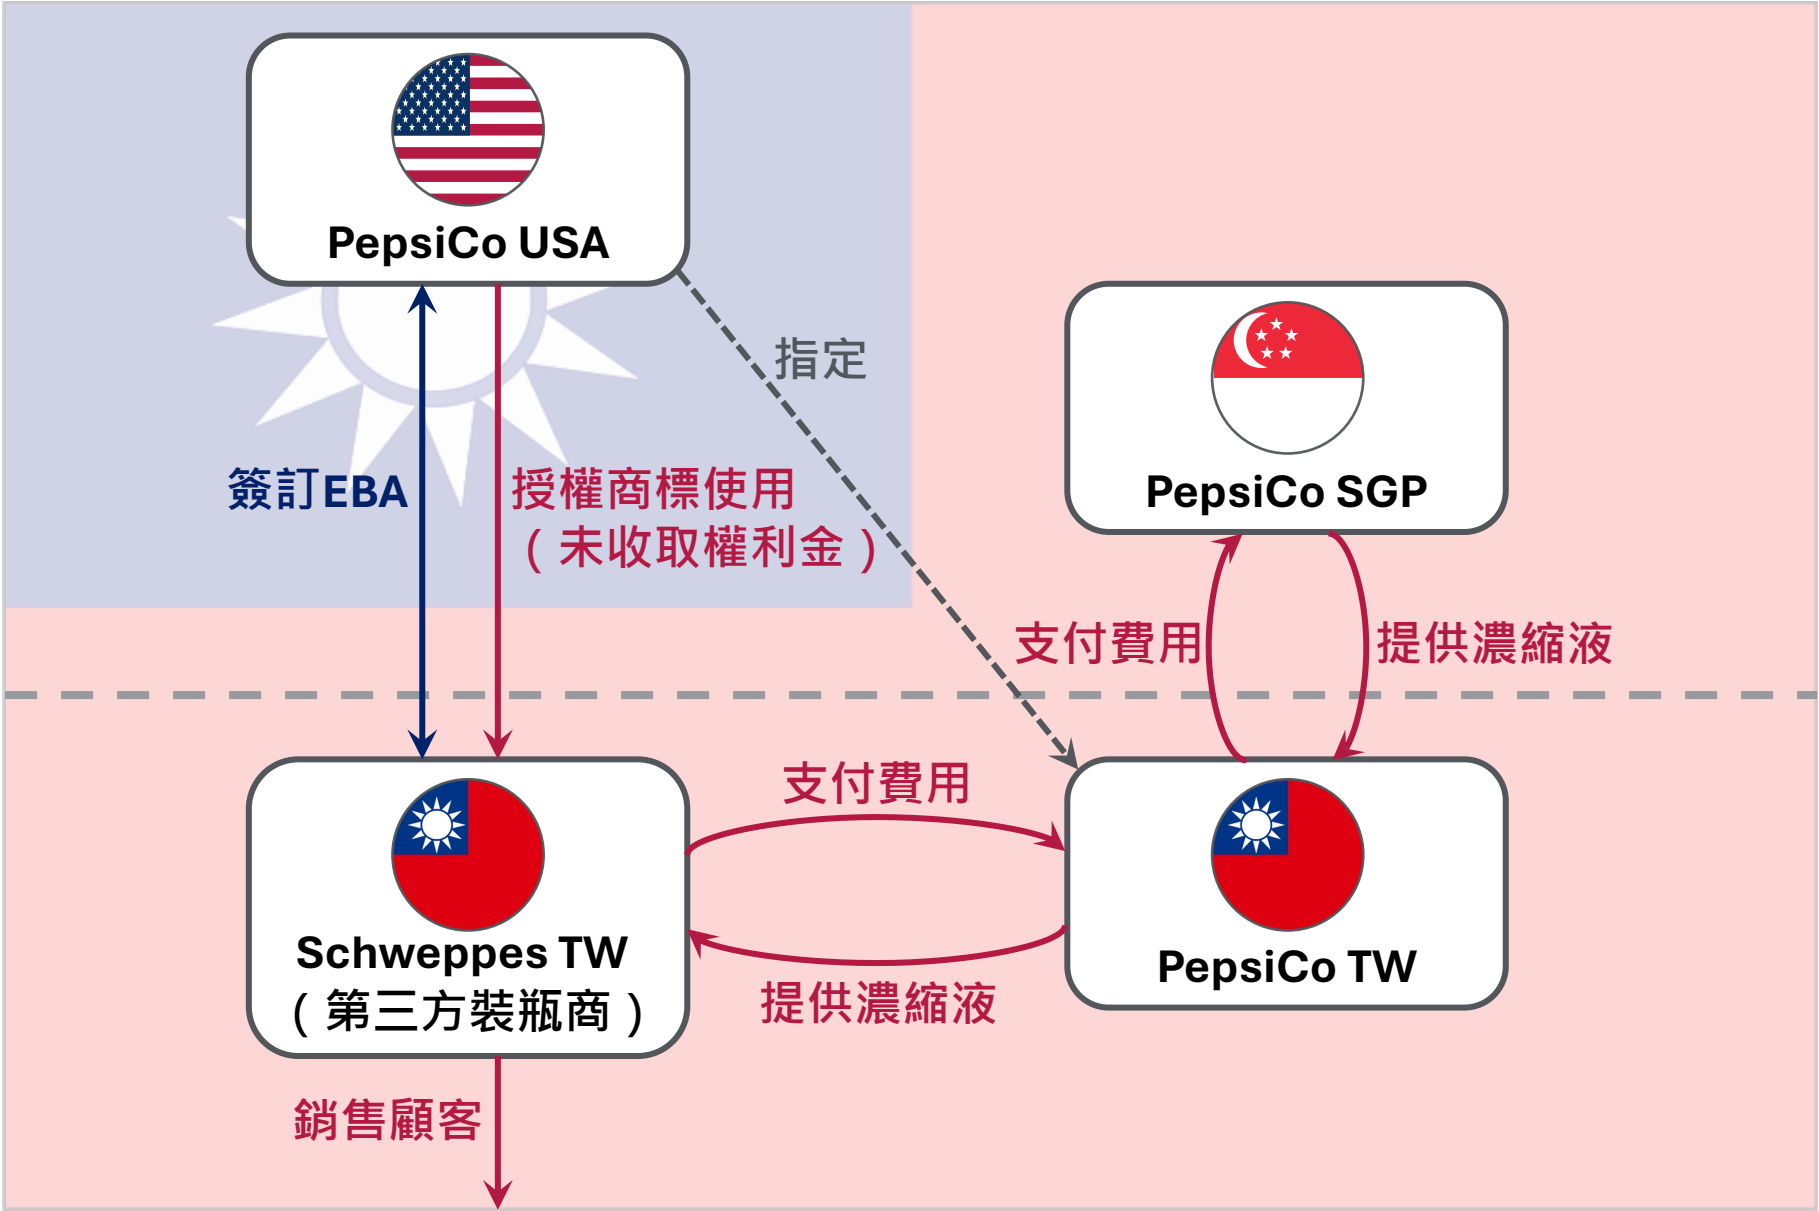 PepsiCo USA
指定
PepsiCo SGP
簽訂EBA
授權商標使用
（未收取權利金）
支付費用
提供濃縮液
支付費用
Schweppes TW
（第三方裝瓶商）
PepsiCo TW
提供濃縮液
銷售顧客